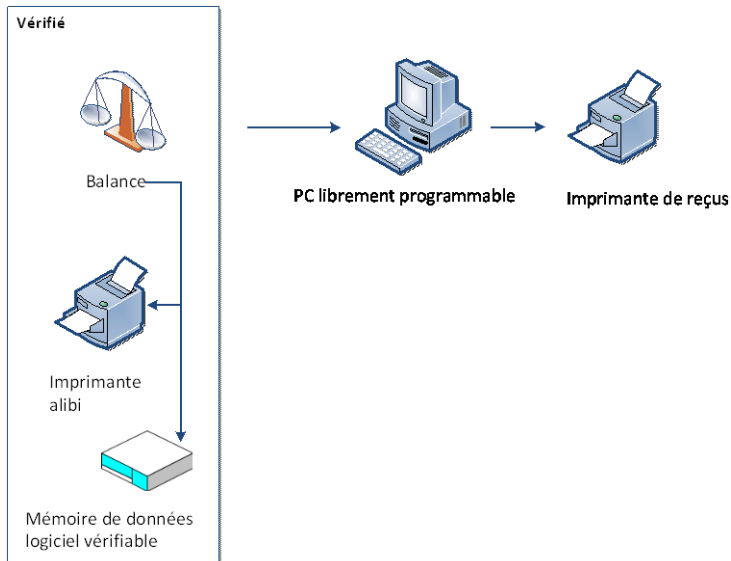 Vérifié
Balance
PC librement programmable
Imprimante de reçus
Imprimante
alibi
Mémoire de données
logiciel vérifiable